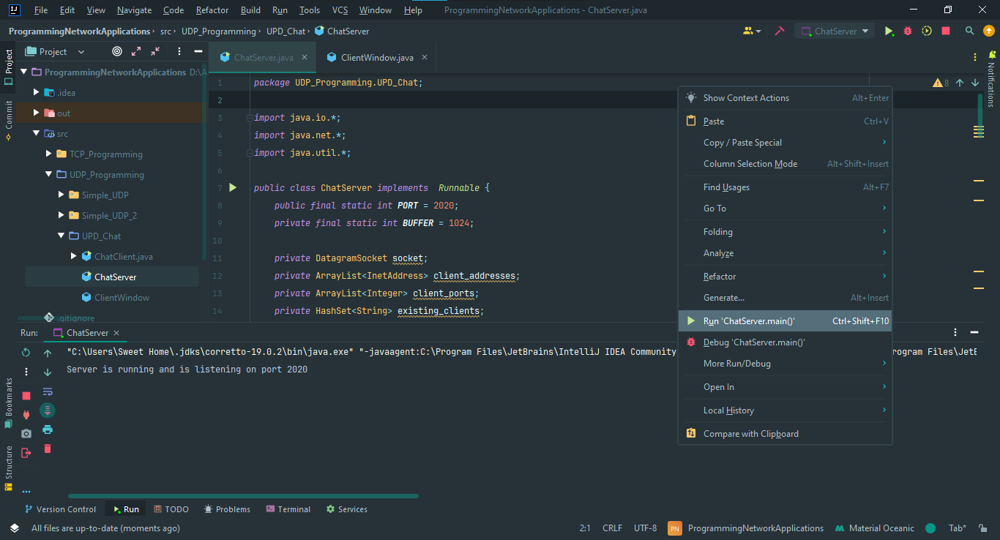 File Edit View Navigate Code Refactor Build Run Tools VCS Window Help ProgrammingNetworkApplications - ChatServer.java
ProgrammingNetworkApplications › src › UDP_Programming › UPD_Chat › ChatServer
ChatServer
Project
Commit
Bookmarks
Structure
Notifications
Project
ProgrammingNetworkApplications D:\A
.idea
out
src
TCP_Programming
UDP_Programming
Simple_UDP
Simple_UDP_2
UPD_Chat
ChatClient.java
ChatServer
ClientWindow
.gitignore
ChatServer.java ClientWindow.java
8
1 package UDP_Programming.UPD_Chat;
2
3 import java.io.*;
4 import java.net.*;
5 import java.util.*;
6
7 public class ChatServer implements Runnable {
8 public final static int PORT = 2020;
9 private final static int BUFFER = 1024;
10
11 private DatagramSocket socket;
12 private ArrayList<InetAddress> client_addresses;
13 private ArrayList<Integer> client_ports;
14 private HashSet<String> existing_clients;
Show Context Actions Alt+Enter
Paste Ctrl+V
Copy / Paste Special
Column Selection Mode Alt+Shift+Insert
Find Usages Alt+F7
Go To
Folding
Analyze
Refactor
Generate... Alt+Insert
Run 'ChatServer.main()' Ctrl+Shift+F10
Debug 'ChatServer.main()'
More Run/Debug
Open In
Local History
Compare with Clipboard
Run: ChatServer
"C:\Users\Sweet Home\.jdks\corretto-19.0.2\bin\java.exe" "-javaagent:C:\Program Files\JetBrains\IntelliJ IDEA Community rogram Files\JetB
Server is running and is listening on port 2020
Version Control Run TODO Problems Terminal Services
All files are up-to-date (moments ago) 2:1 CRLF UTF-8 PN ProgrammingNetworkApplications Material Oceanic Tab*